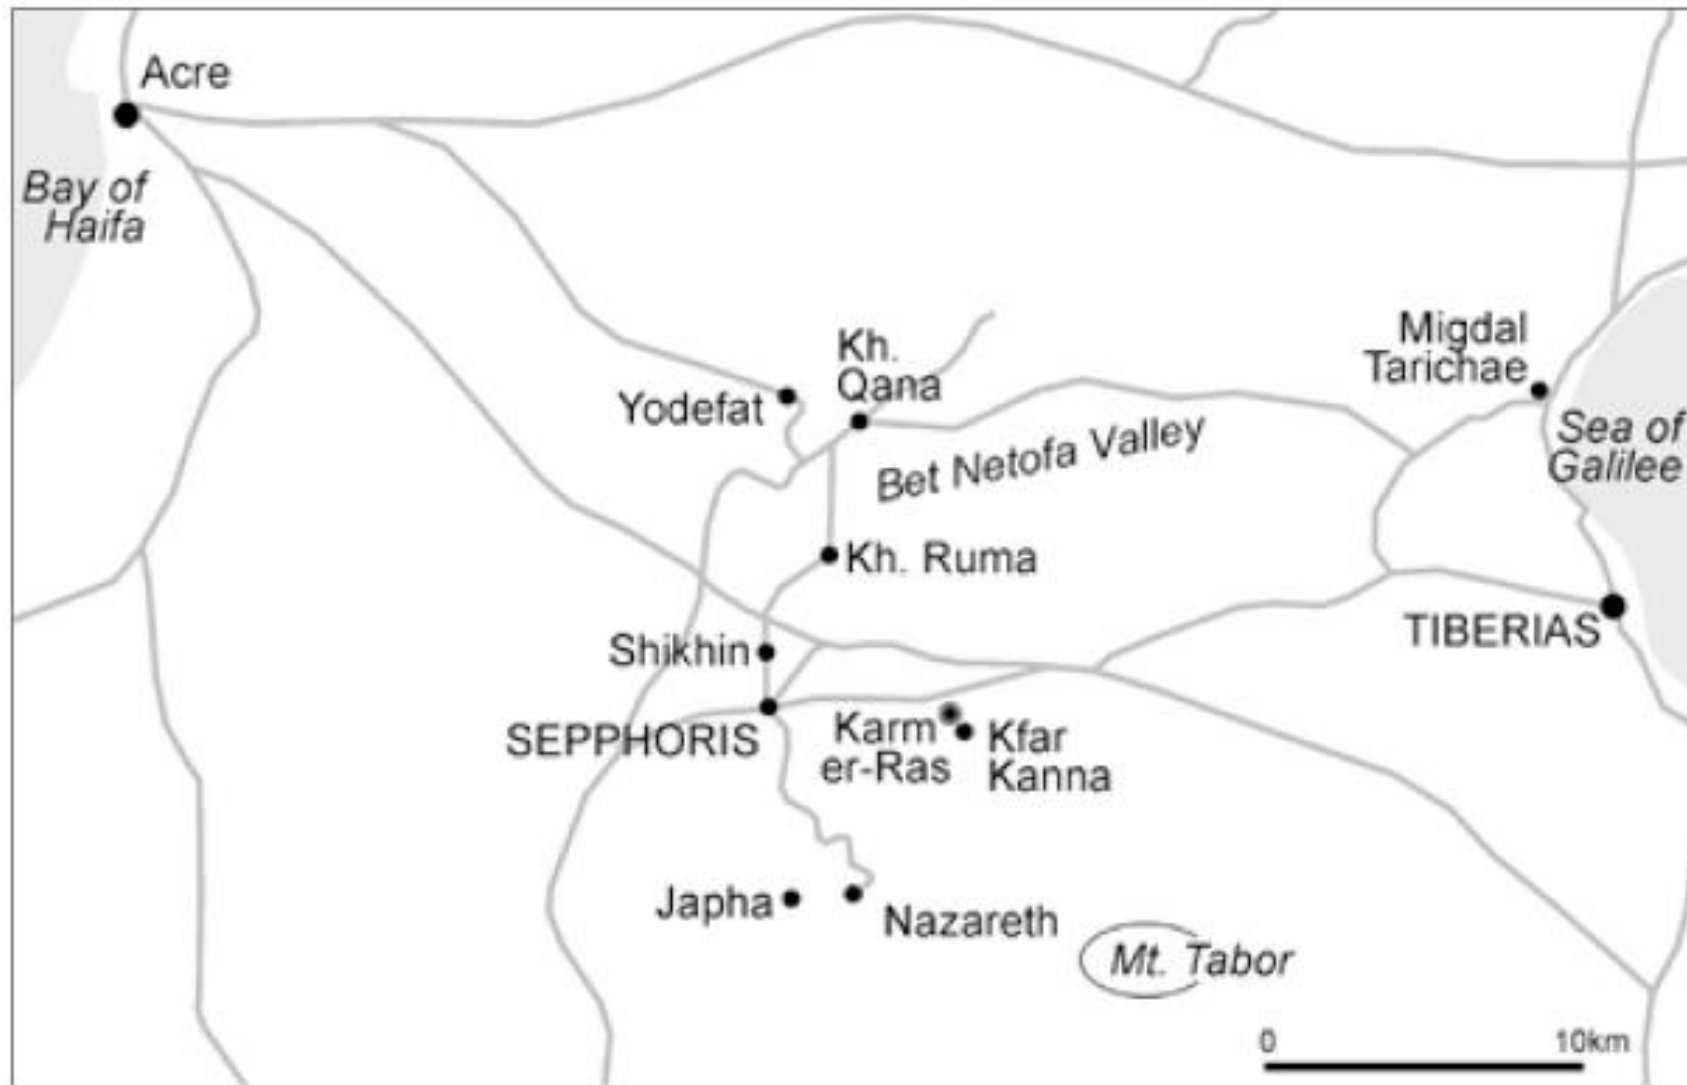 Acre
Bay of
Haifa
Kh.
Qana
Migdal
Tarichae
Yodefat
Bet Netofa Valley
Sea of
Galilee
Kh. Ruma
TIBERIAS
Shikhin
SEPPHORIS
Karm
er-Ras
Kfar
Kanna
Japha
Nazareth
Mt. Tabor
0 10km